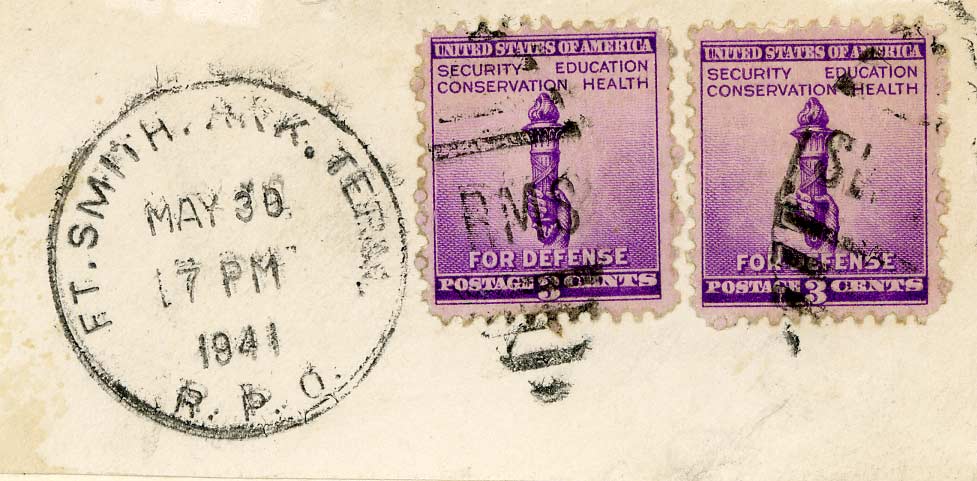 FT. SMITH. ARK. TERM.
MAY 30
7 PM
1941
R. P. O.
UNITED STATES OF AMERICA
SECURITY EDUCATION
CONSERVATION HEALTH
RMS
FOR DEFENSE
POSTAGE 3 CENTS
UNITED STATES OF AMERICA
SECURITY EDUCATION
CONSERVATION HEALTH
FOR DEFENSE
POSTAGE 3 CENTS